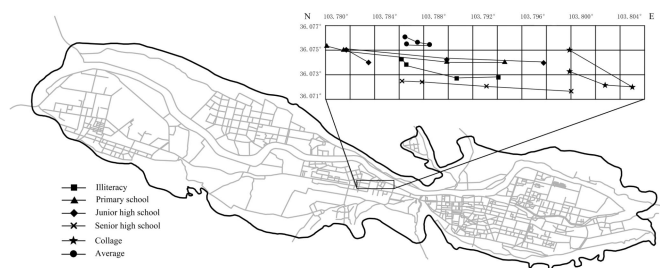 N 103.780° 103.784° 103.788° 103.792° 103.796° 103.800° 103.804° E
36.077°
36.075°
36.073°
36.071°
Illiteracy
Primary school
Junior high school
Senior high school
Collage
Average